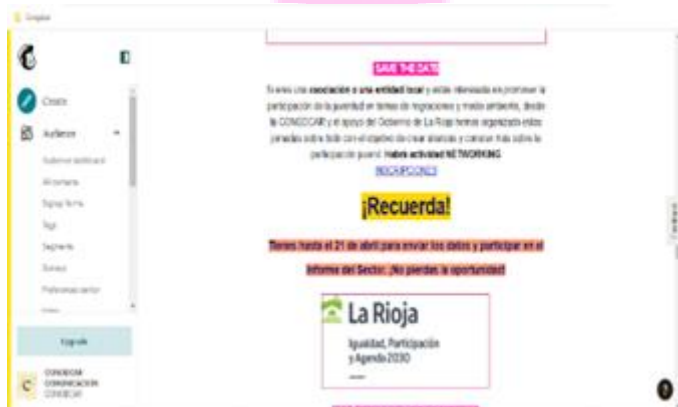 Congdcar
Create
Audience
Audience dashboard
All contacts
Signup forms
Tags
Segments
Surveys
Preferences center
Upgrade
CONGDCAR
COMUNICACIÓN
CONGDCAR
SAVE THE DATE
Si eres una asociación o una entidad local y estás interesada en promover la
participación de la juventud en temas de migraciones y medio ambiente, desde
la CONGDCAR y el apoyo del Gobierno de La Rioja hemos organizado estas
jornadas sobre todo con el objetivo de crear alianzas y conocer más sobre la
participación juvenil. Habrá actividad NETWORKING.
INSCRIPCIONES
¡Recuerda!
Tienes hasta el 21 de abril para enviar los datos y participar en el
Informe del Sector. ¡No pierdas la oportunidad!
La Rioja
Igualdad, Participación
y Agenda 2030